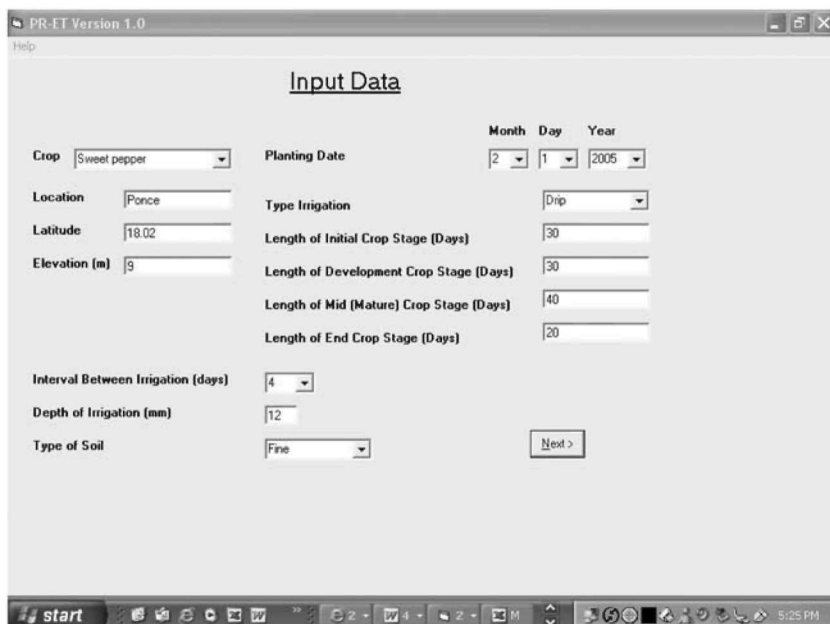 PR-ET Version 1.0
Help
Input Data
Month Day Year
Crop Sweet pepper Planting Date 2 1 2005
Location Ponce Type Irrigation Drip
Latitude 18.02 Length of Initial Crop Stage (Days) 30
Elevation (m) 9 Length of Development Crop Stage (Days) 30
Length of Mid (Mature) Crop Stage (Days) 40
Length of End Crop Stage (Days) 20
Interval Between Irrigation (days) 4
Depth of Irrigation (mm) 12
Type of Soil Fine Next >
start 2 4 2 M 5:25 PM